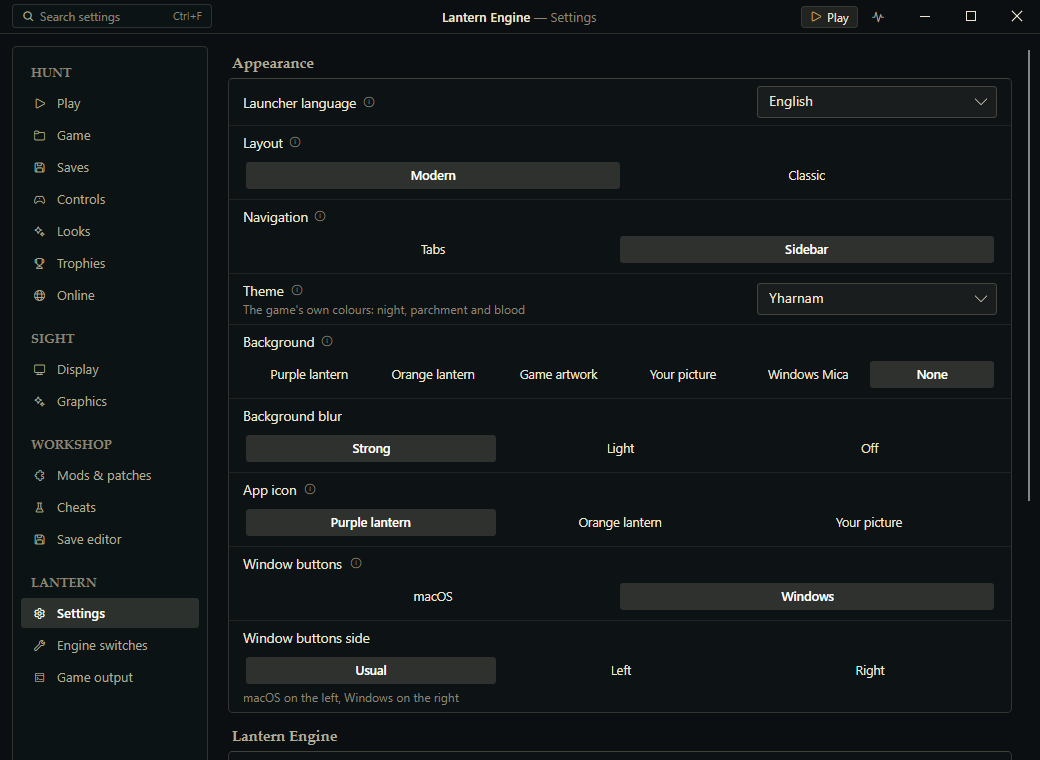 Search settings Ctrl+F
Lantern Engine — Settings
Play
HUNT
Play
Game
Saves
Controls
Looks
Trophies
Online
SIGHT
Display
Graphics
WORKSHOP
Mods & patches
Cheats
Save editor
LANTERN
Settings
Engine switches
Game output
Appearance
Launcher language English
Layout
Modern Classic
Navigation
Tabs Sidebar
Theme Yharnam
The game's own colours: night, parchment and blood
Background
Purple lantern Orange lantern Game artwork Your picture Windows Mica None
Background blur
Strong Light Off
App icon
Purple lantern Orange lantern Your picture
Window buttons
macOS Windows
Window buttons side
Usual Left Right
macOS on the left, Windows on the right
Lantern Engine